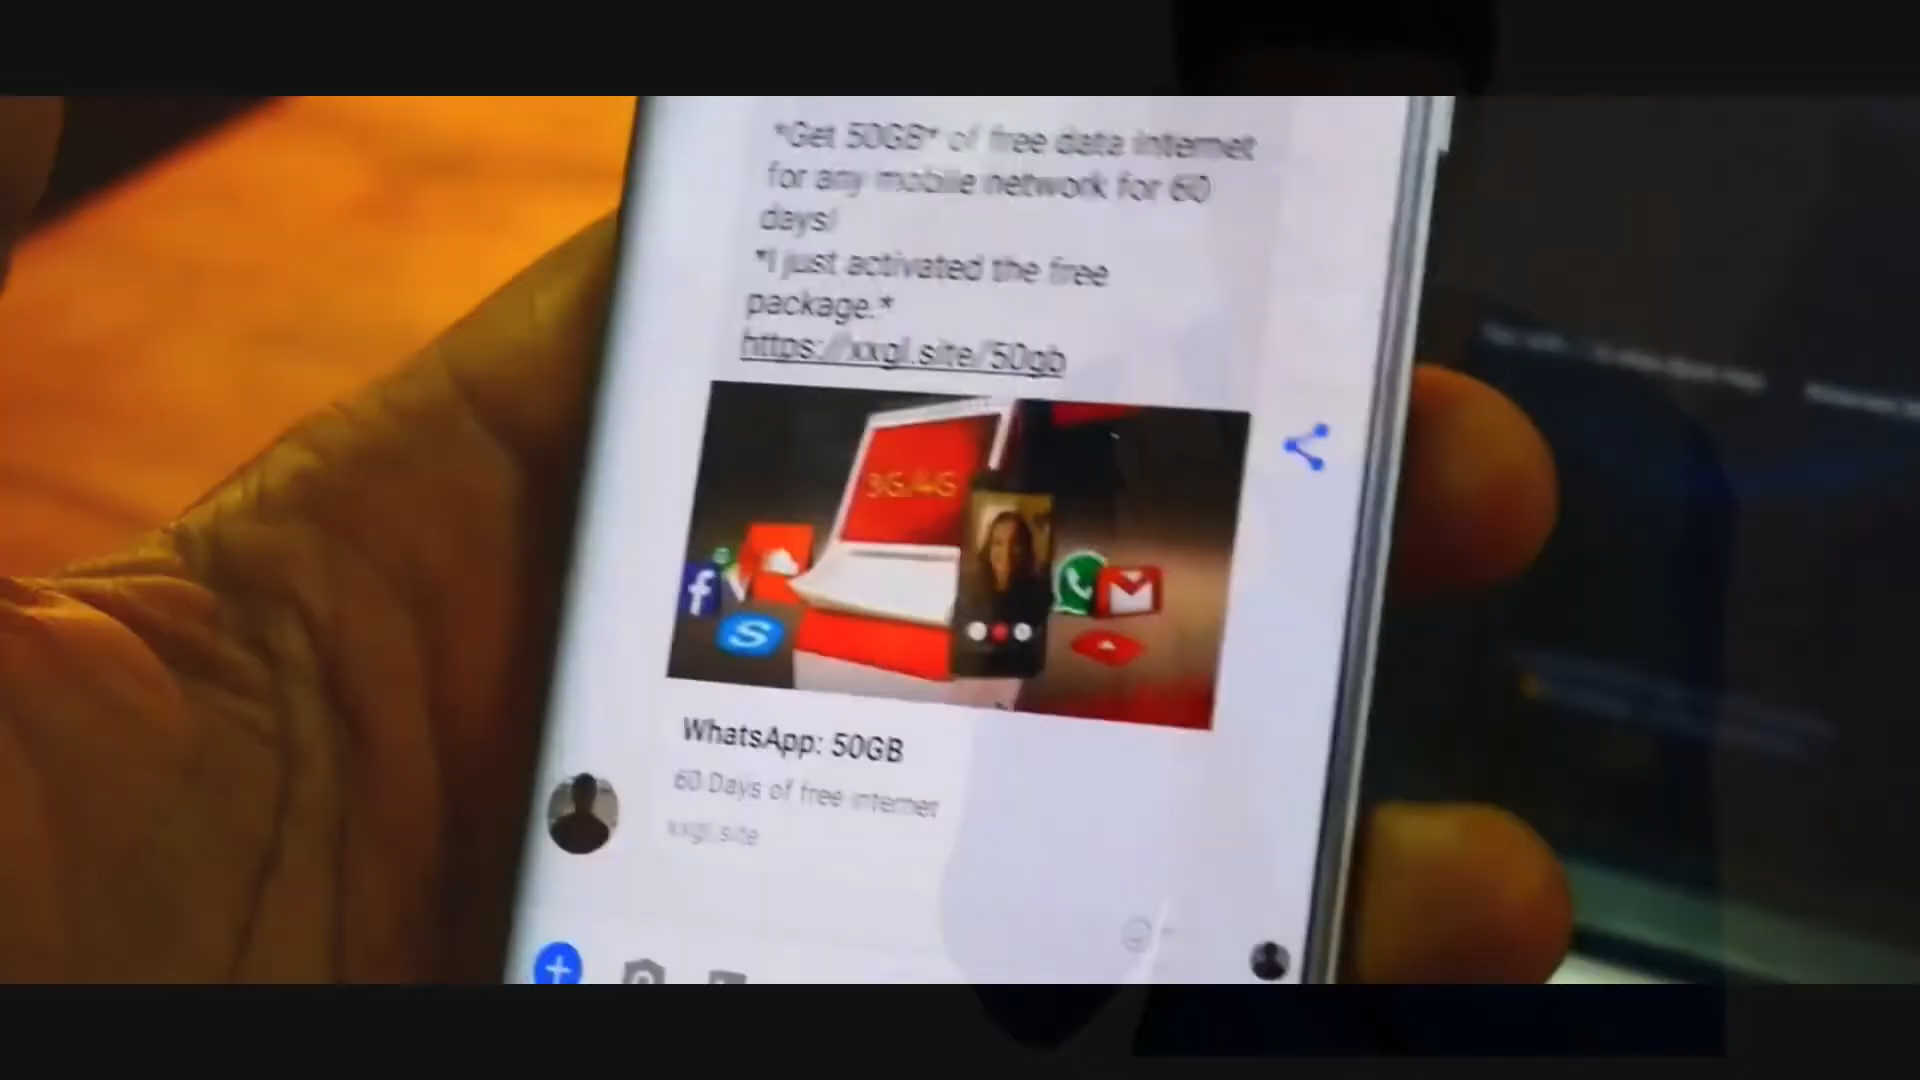 *Get 50GB* of free data internet
for any mobile network for 60
days!
*I just activated the free
package.*
https://xxgl.site/50gb
3G/4G
WhatsApp: 50GB
60 Days of free internet
xxgl.site